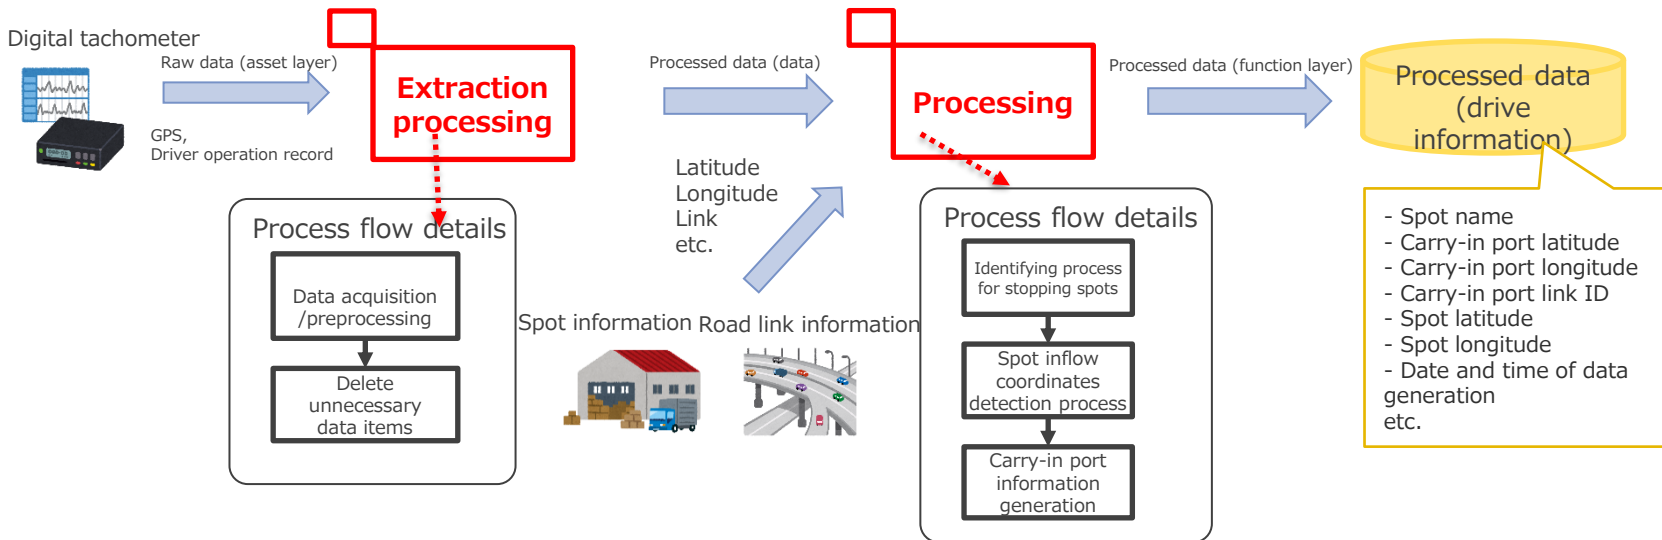 Digital tachometer
Raw data (asset layer)
GPS,
Driver operation record
Extraction
processing
Processed data (data)
Latitude
Longitude
Link
etc.
Processing
Processed data (function layer)
Processed data
(drive
information)
Process flow details
Data acquisition
/preprocessing
Delete
unnecessary
data items
Spot information
Road link information
Process flow details
Identifying process
for stopping spots
Spot inflow
coordinates
detection process
Carry-in port
information
generation
- Spot name
- Carry-in port latitude
- Carry-in port longitude
- Carry-in port link ID
- Spot latitude
- Spot longitude
- Date and time of data
generation
etc.